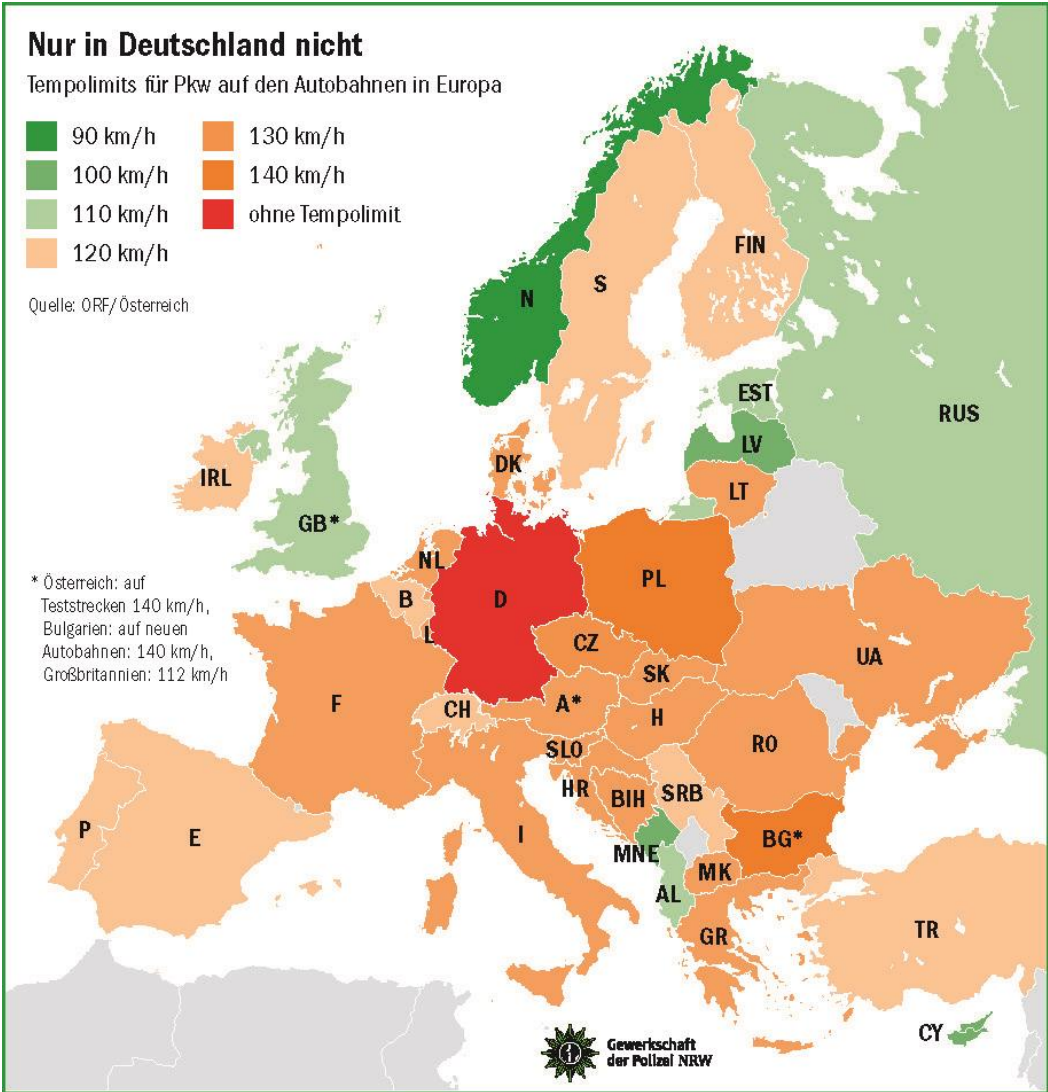 Nur in Deutschland nicht
Tempolimits für Pkw auf den Autobahnen in Europa
90 km/h
100 km/h
110 km/h
120 km/h
130 km/h
140 km/h
ohne Tempolimit
Quelle: ORF/Österreich
N
S
FIN
RUS
EST
LV
LT
DK
IRL
GB*
NL
B
L
D
PL
CZ
SK
UA
* Österreich: auf
Teststrecken 140 km/h,
Bulgarien: auf neuen
Autobahnen: 140 km/h,
Großbritannien: 112 km/h
F
CH
A*
H
RO
SLO
HR
BIH
SRB
P
E
I
MNE
BG*
MK
AL
GR
TR
CY
Gewerkschaft
der Polizei NRW